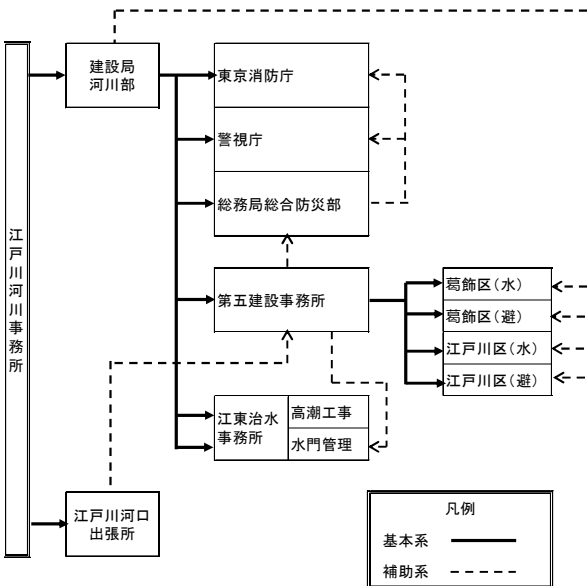 江戸川河川事務所
建設局
河川部
東京消防庁
警視庁
総務局総合防災部
第五建設事務所
葛飾区(水)
葛飾区(避)
江戸川区(水)
江戸川区(避)
江東治水
事務所
高潮工事
水門管理
江戸川河口
出張所
凡例
基本系
補助系